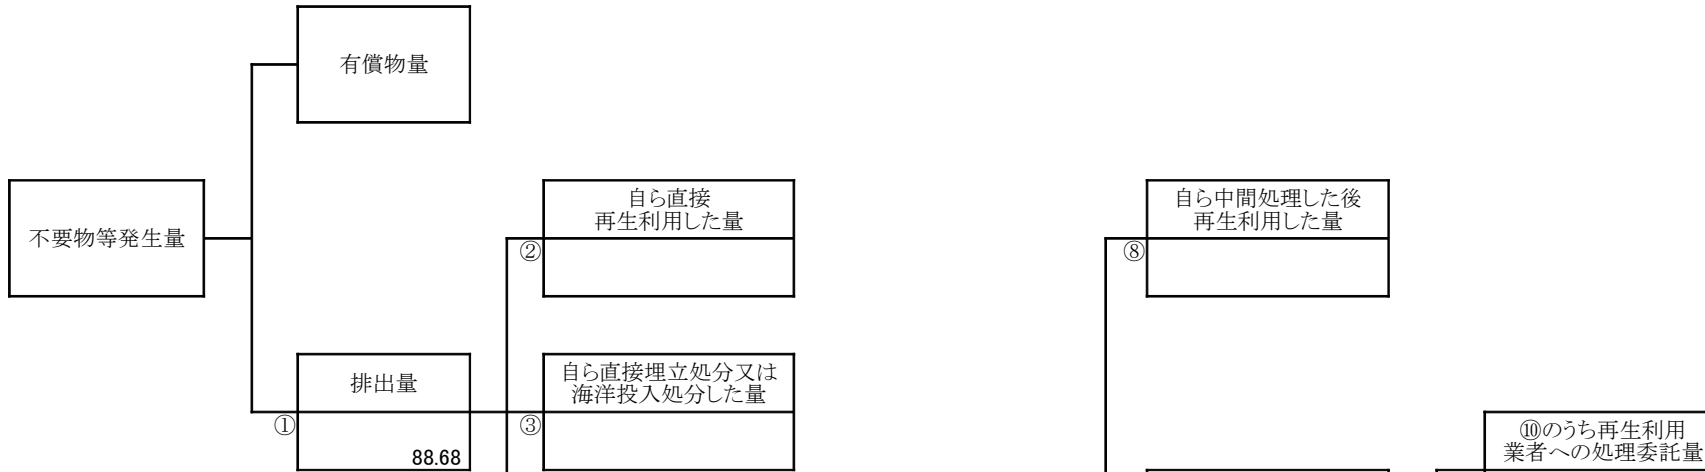 有償物量
不要物等発生量
自ら直接
再生利用した量
②
自ら中間処理した後
再生利用した量
⑧
排出量
①
88.68
自ら直接埋立処分又は
海洋投入処分した量
③
⑩のうち再生利用
業者への処理委託量